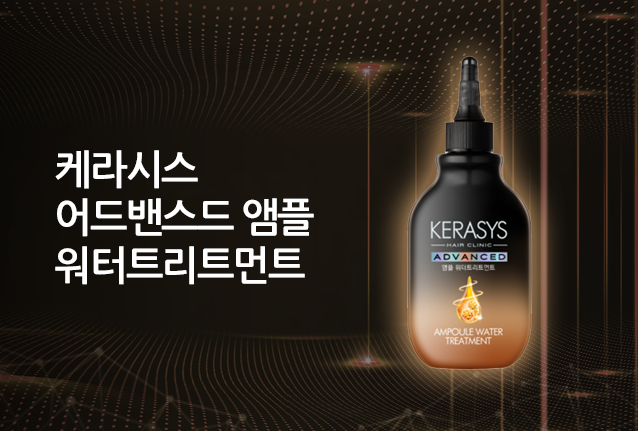 케라시스
어드밴스드 앰플
워터트리트먼트
KERASYS
HAIR CLINIC
ADVANCED
앰플 워터트리트먼트
AMPOULE WATER
TREATMENT